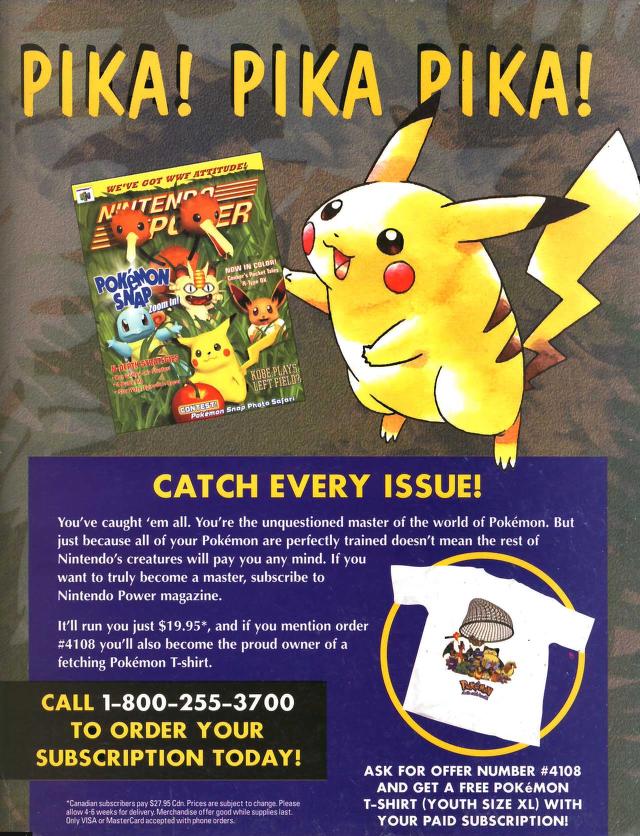 PIKA! PIKA PIKA!
WE'VE GOT WWF ATTITUDE!
NINTENDO
POWER
POKéMON
SNAP
Zoom In!
NOW IN COLOR!
Conker's Pocket Tales
R-Type DX
KOBE PLAYS
LEFT FIELD?
CONTEST!
Pokémon Snap Photo Safari
CATCH EVERY ISSUE!
You've caught 'em all. You're the unquestioned master of the world of Pokémon. But
just because all of your Pokémon are perfectly trained doesn't mean the rest of
Nintendo's creatures will pay you any mind. If you
want to truly become a master, subscribe to
Nintendo Power magazine.
It'll run you just $19.95*, and if you mention order
#4108 you'll also become the proud owner of a
fetching Pokémon T-shirt.
Pokémon
CALL 1-800-255-3700
TO ORDER YOUR
SUBSCRIPTION TODAY!
ASK FOR OFFER NUMBER #4108
AND GET A FREE POKéMON
T-SHIRT (YOUTH SIZE XL) WITH
YOUR PAID SUBSCRIPTION!
*Canadian subscribers pay $27.95 Cdn. Prices are subject to change. Please
allow 4-6 weeks for delivery. Merchandise offer good while supplies last.
Only VISA or MasterCard accepted with phone orders.